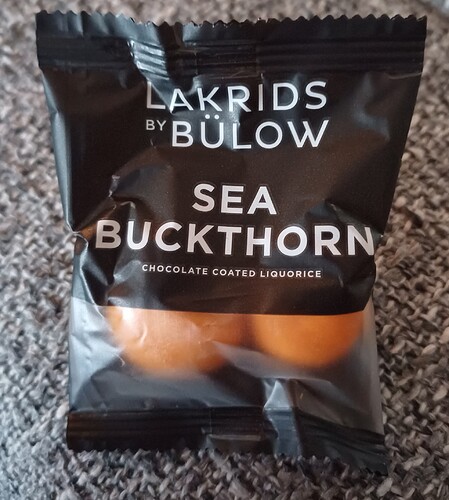 LAKRIDS
BY BÜLOW
SEA
BUCKTHORN
CHOCOLATE COATED LIQUORICE